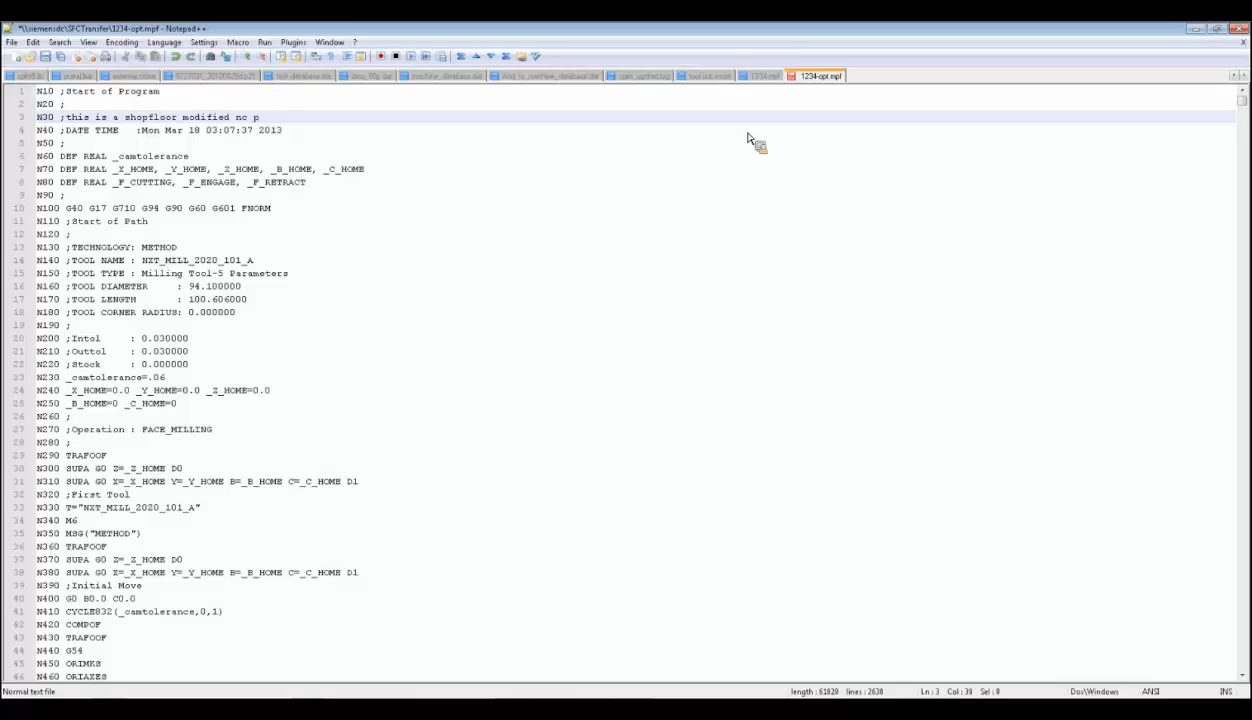 *\\siemensdc\SFCTransfer\1234-opt.mpf - Notepad++
File Edit Search View Encoding Language Settings Macro Run Plugins Window ? X
1234.mpf 1234-opt.mpf
1 N10 ;Start of Program
2 N20 ;
3 N30 ;this is a shopfloor modified nc p
4 N40 ;DATE TIME :Mon Mar 18 03:07:37 2013
5 N50 ;
6 N60 DEF REAL _camtolerance
7 N70 DEF REAL _X_HOME, _Y_HOME, _Z_HOME, _B_HOME, _C_HOME
8 N80 DEF REAL _F_CUTTING, _F_ENGAGE, _F_RETRACT
9 N90 ;
10 N100 G40 G17 G710 G94 G90 G60 G601 FNORM
11 N110 ;Start of Path
12 N120 ;
13 N130 ;TECHNOLOGY: METHOD
14 N140 ;TOOL NAME : NXT_MILL_2020_101_A
15 N150 ;TOOL TYPE : Milling Tool-5 Parameters
16 N160 ;TOOL DIAMETER : 94.100000
17 N170 ;TOOL LENGTH : 100.606000
18 N180 ;TOOL CORNER RADIUS: 0.000000
19 N190 ;
20 N200 ;Intol : 0.030000
21 N210 ;Outtol : 0.030000
22 N220 ;Stock : 0.000000
23 N230 _camtolerance=.06
24 N240 _X_HOME=0.0 _Y_HOME=0.0 _Z_HOME=0.0
25 N250 _B_HOME=0 _C_HOME=0
26 N260 ;
27 N270 ;Operation : FACE_MILLING
28 N280 ;
29 N290 TRAFOOF
30 N300 SUPA G0 Z=_Z_HOME D0
31 N310 SUPA G0 X=_X_HOME Y=_Y_HOME B=_B_HOME C=_C_HOME D1
32 N320 ;First Tool
33 N330 T="NXT_MILL_2020_101_A"
34 N340 M6
35 N350 MSG("METHOD")
36 N360 TRAFOOF
37 N370 SUPA G0 Z=_Z_HOME D0
38 N380 SUPA G0 X=_X_HOME Y=_Y_HOME B=_B_HOME C=_C_HOME D1
39 N390 ;Initial Move
40 N400 G0 B0.0 C0.0
41 N410 CYCLE832(_camtolerance,0,1)
42 N420 COMPOF
43 N430 TRAFOOF
44 N440 G54
45 N450 ORIMKS
46 N460 ORIAXES
Normal text file length : 61829 lines : 2638 Ln : 3 Col : 39 Sel : 0 Dos\Windows ANSI INS